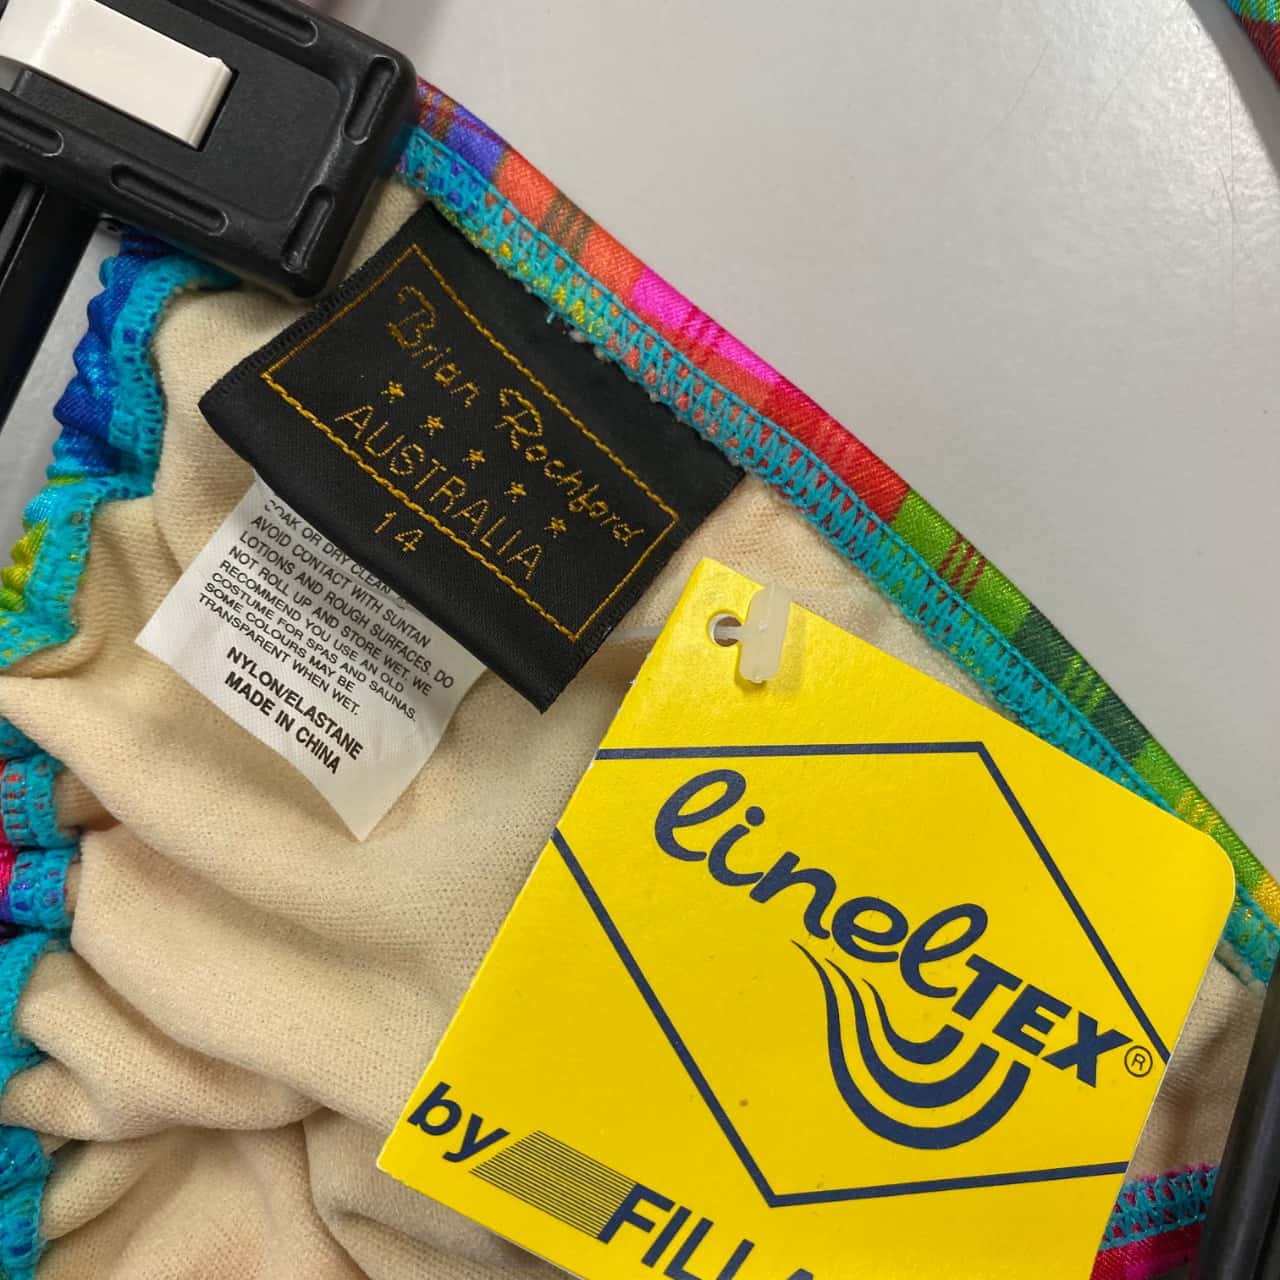 Brian Rochford
AUSTRALIA
14
OR DRY CLEAN
AVOID CONTACT WITH SUNTAN
LOTIONS AND ROUGH SURFACES. DO
NOT ROLL UP AND STORE WET. WE
RECOMMEND YOU USE AN OLD
COSTUME FOR SPAS AND SAUNAS.
SOME COLOURS MAY BE
TRANSPARENT WHEN WET.
NYLON/ELASTANE
MADE IN CHINA
linelTEX®
by FILL